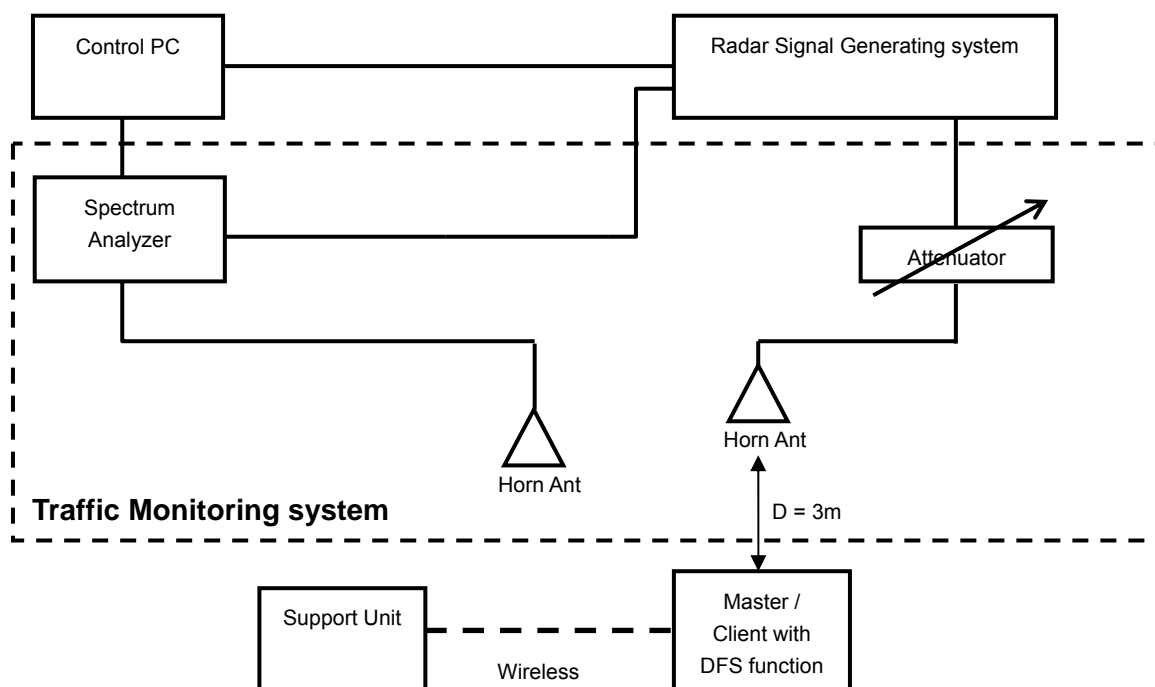 Control PC
Radar Signal Generating system
Spectrum
Analyzer
Attenuator
Horn Ant
Horn Ant
Traffic Monitoring system
D = 3m
Support Unit
Wireless
Master /
Client with
DFS function